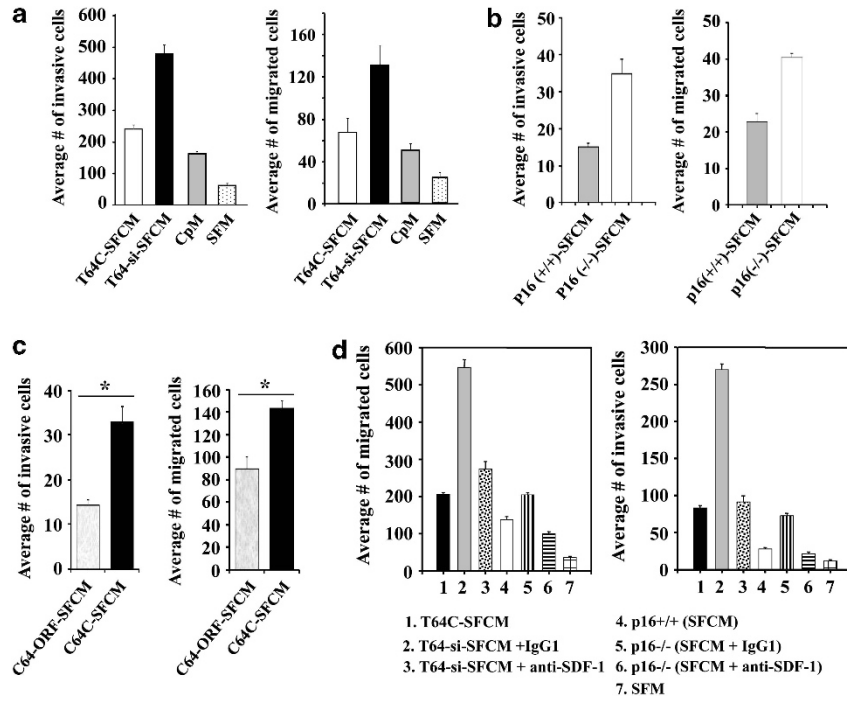 a
Average # of invasive cells
600
500
400
300
200
100
0
T64C-SFCM
T64-si-SFCM
CpM
SFM
Average # of migrated cells
160
120
80
40
0
T64C-SFCM
T64-si-SFCM
CpM
SFM
b
Average # of invasive cells
50
40
30
20
10
0
P16 (+/+)-SFCM
P16 (-/-)-SFCM
Average # of migrated cells
50
40
30
20
10
0
p16(+/+)-SFCM
p16(-/-)-SFCM
c
Average # of invasive cells
40
30
20
10
0
*
C64-ORF-SFCM
C64C-SFCM
Average # of migrated cells
160
140
120
100
80
60
40
20
0
*
C64-ORF-SFCM
C64C-SFCM
d
Average # of migrated cells
600
500
400
300
200
100
0
1 2 3 4 5 6 7
Average # of invasive cells
300
250
200
150
100
50
0
1 2 3 4 5 6 7
1. T64C-SFCM
2. T64-si-SFCM +IgG1
3. T64-si-SFCM + anti-SDF-1
4. p16+/+ (SFCM)
5. p16-/- (SFCM + IgG1)
6. p16-/- (SFCM + anti-SDF-1)
7. SFM